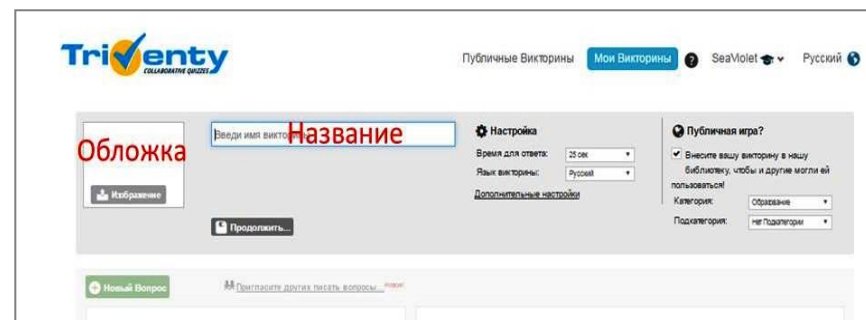 Triventy
COLLABORATIVE QUIZZES
Публичные Викторины Мои Викторины ? SeaViolet Русский
Обложка
Изображение
Введи имя викторины
Название
Продолжить...
Настройка
Время для ответа: 25 сек
Язык викторины: Русский
Дополнительные настройки
Публичная игра?
Внесите вашу викторину в нашу
библиотеку, чтобы и другие могли ей
пользоваться!
Категория: Образование
Подкатегория: Нет Подкатегории
Новый Вопрос
Пригласите других писать вопросы...